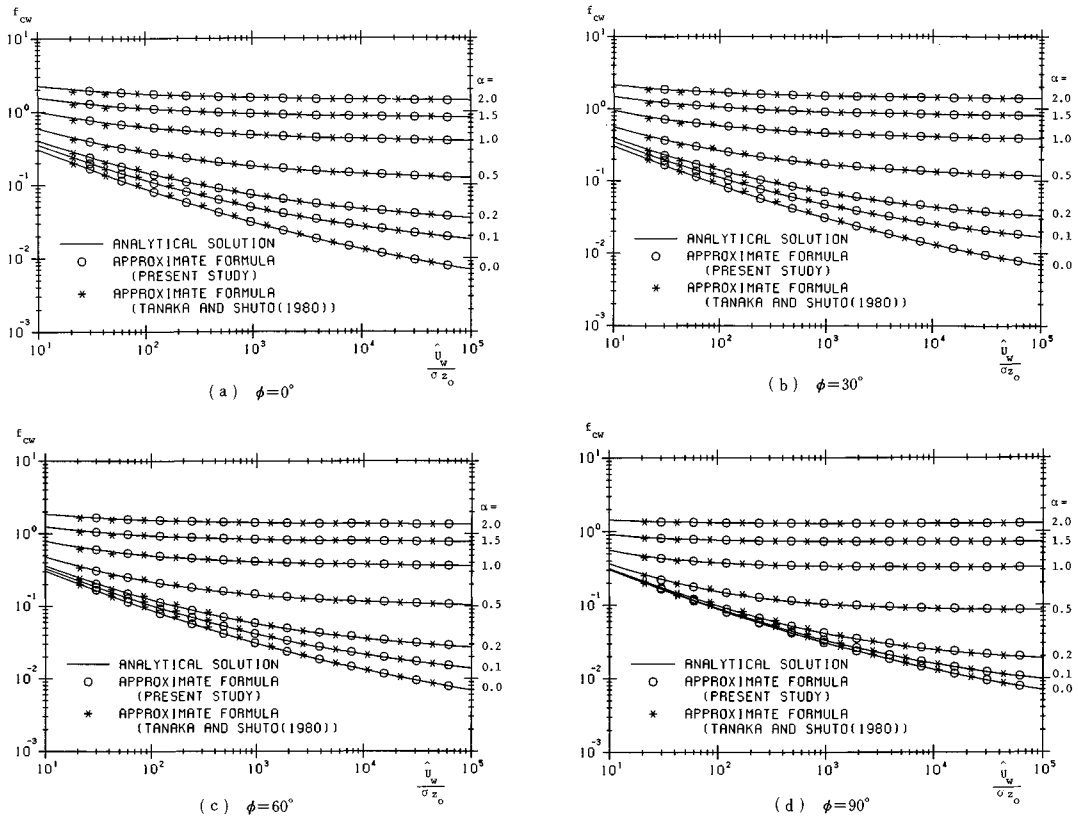 f_cw
10^1
10^0
10^-1
10^-2
10^-3
α =
2.0
1.5
1.0
0.5
0.2
0.1
0.0
ANALYTICAL SOLUTION
APPROXIMATE FORMULA
(PRESENT STUDY)
APPROXIMATE FORMULA
(TANAKA AND SHUTO(1980))
10^1 10^2 10^3 10^4 10^5
Û_w
σz_o
(a) φ=0°
f_cw
10^1
10^0
10^-1
10^-2
10^-3
α =
2.0
1.5
1.0
0.5
0.2
0.1
0.0
ANALYTICAL SOLUTION
APPROXIMATE FORMULA
(PRESENT STUDY)
APPROXIMATE FORMULA
(TANAKA AND SHUTO(1980))
10^1 10^2 10^3 10^4 10^5
Û_w
σz_o
(b) φ=30°
f_cw
10^1
10^0
10^-1
10^-2
10^-3
α =
2.0
1.5
1.0
0.5
0.2
0.1
0.0
ANALYTICAL SOLUTION
APPROXIMATE FORMULA
(PRESENT STUDY)
APPROXIMATE FORMULA
(TANAKA AND SHUTO(1980))
10^1 10^2 10^3 10^4 10^5
Û_w
σz_o
(c) φ=60°
f_cw
10^1
10^0
10^-1
10^-2
10^-3
α =
2.0
1.5
1.0
0.5
0.2
0.1
0.0
ANALYTICAL SOLUTION
APPROXIMATE FORMULA
(PRESENT STUDY)
APPROXIMATE FORMULA
(TANAKA AND SHUTO(1980))
10^1 10^2 10^3 10^4 10^5
Û_w
σz_o
(d) φ=90°